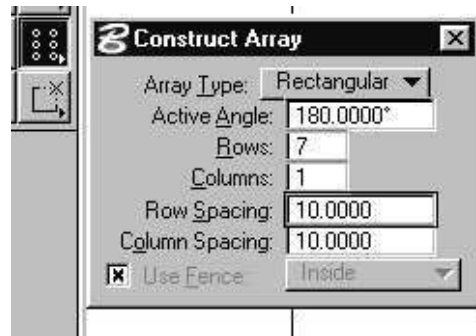 Construct Array
Array Type: Rectangular
Active Angle: 180.0000°
Rows: 7
Columns: 1
Row Spacing: 10.0000
Column Spacing: 10.0000
Use Fence: Inside